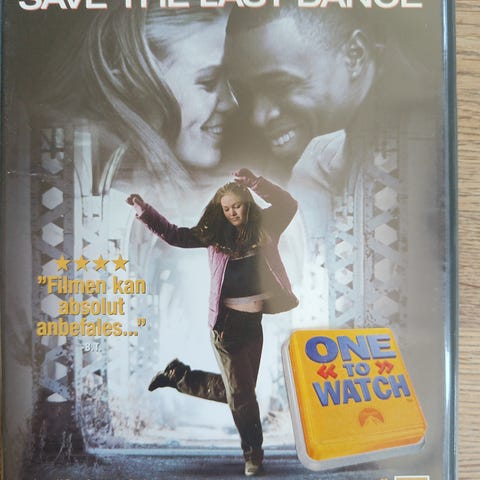 SAVE THE LAST DANCE
★★★★
"Filmen kan
absolut
anbefales..."
-B.T.
ONE
<< TO >>
WATCH